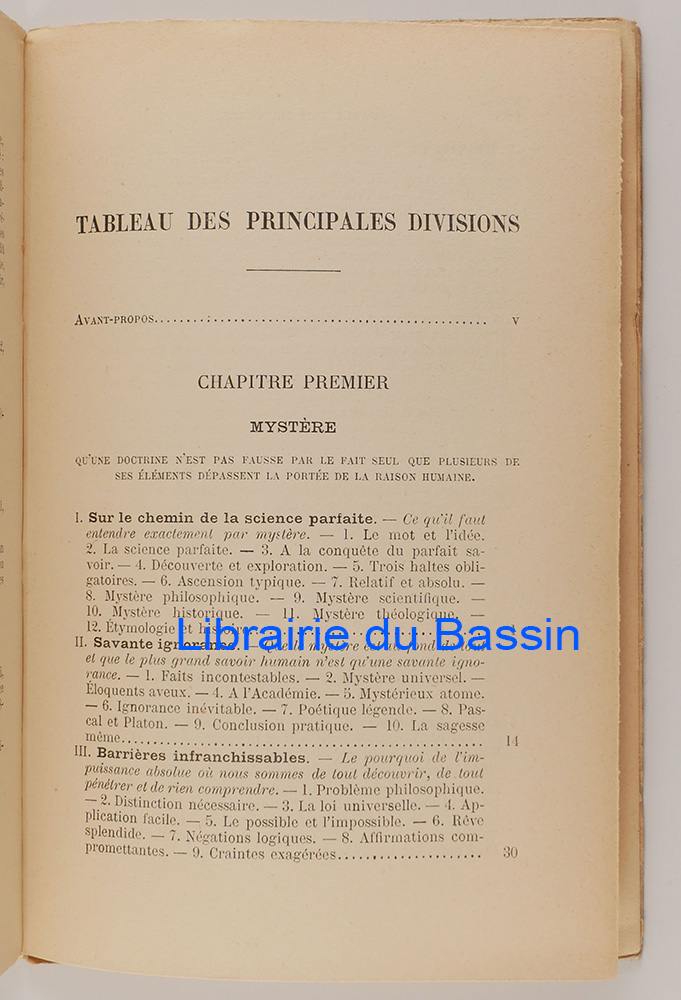 TABLEAU DES PRINCIPALES DIVISIONS
AVANT-PROPOS................................................ V
CHAPITRE PREMIER
MYSTÈRE
QU'UNE DOCTRINE N'EST PAS FAUSSE PAR LE FAIT SEUL QUE PLUSIEURS DE
SES ÉLÉMENTS DÉPASSENT LA PORTÉE DE LA RAISON HUMAINE.
I. Sur le chemin de la science parfaite. — Ce qu'il faut
entendre exactement par mystère. — 1. Le mot et l'idée.
2. La science parfaite. — 3. A la conquête du parfait sa-
voir. — 4. Découverte et exploration. — 5. Trois haltes obli-
gatoires. — 6. Ascension typique. — 7. Relatif et absolu. —
8. Mystère philosophique. — 9. Mystère scientifique. —
10. Mystère historique. — 11. Mystère théologique. —
12. Étymologie et histoire
Librairie du Bassin
II. Savante ignorance. — mystère
et que le plus grand savoir humain n'est qu'une savante igno-
rance. — 1. Faits incontestables. — 2. Mystère universel. —
Éloquents aveux. — 4. A l'Académie. — 5. Mystérieux atome.
— 6. Ignorance inévitable. — 7. Poétique légende. — 8. Pas-
cal et Platon. — 9. Conclusion pratique. — 10. La sagesse
même................................................ 14
III. Barrières infranchissables. — Le pourquoi de l'im-
puissance absolue où nous sommes de tout découvrir, de tout
pénétrer et de rien comprendre. — 1. Problème philosophique.
— 2. Distinction nécessaire. — 3. La loi universelle. — 4. Ap-
plication facile. — 5. Le possible et l'impossible. — 6. Rêve
splendide. — 7. Négations logiques. — 8. Affirmations com-
promettantes. — 9. Craintes exagérées.................... 30